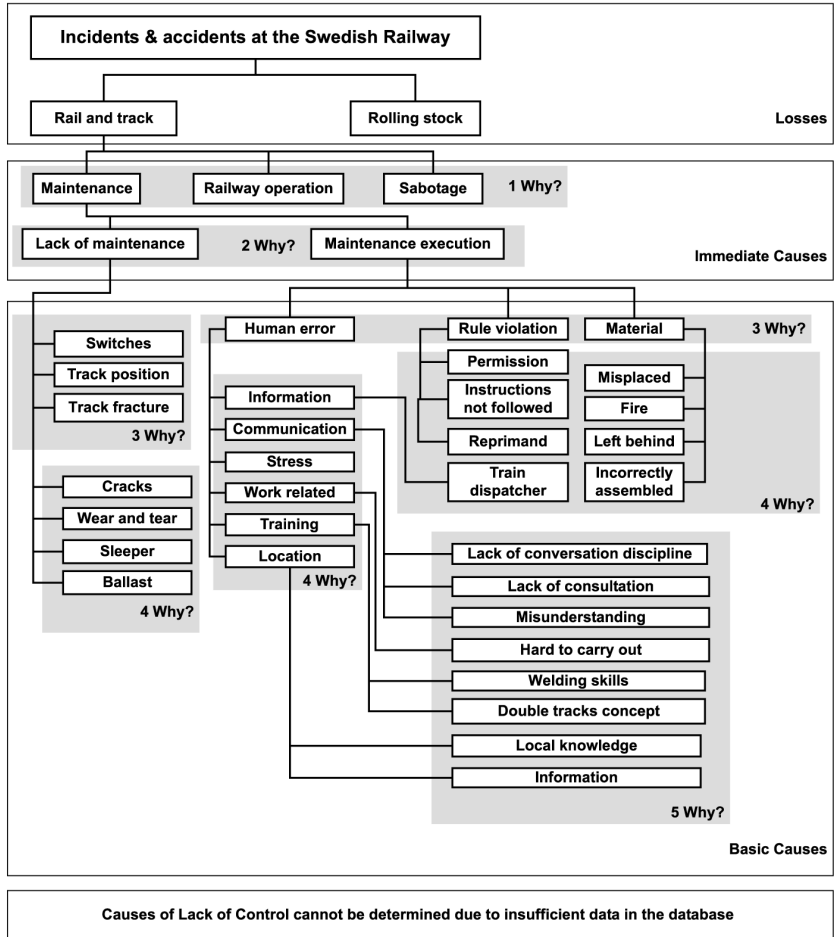 Incidents & accidents at the Swedish Railway
Rail and track
Rolling stock
Losses
Maintenance
Railway operation
Sabotage
1 Why?
Lack of maintenance
2 Why?
Maintenance execution
Immediate Causes
Human error
Rule violation
Material
3 Why?
Switches
Track position
Track fracture
3 Why?
Cracks
Wear and tear
Sleeper
Ballast
4 Why?
Information
Communication
Stress
Work related
Training
Location
4 Why?
Permission
Instructions
not followed
Reprimand
Train
dispatcher
Misplaced
Fire
Left behind
Incorrectly
assembled
4 Why?
Lack of conversation discipline
Lack of consultation
Misunderstanding
Hard to carry out
Welding skills
Double tracks concept
Local knowledge
Information
5 Why?
Basic Causes
Causes of Lack of Control cannot be determined due to insufficient data in the database